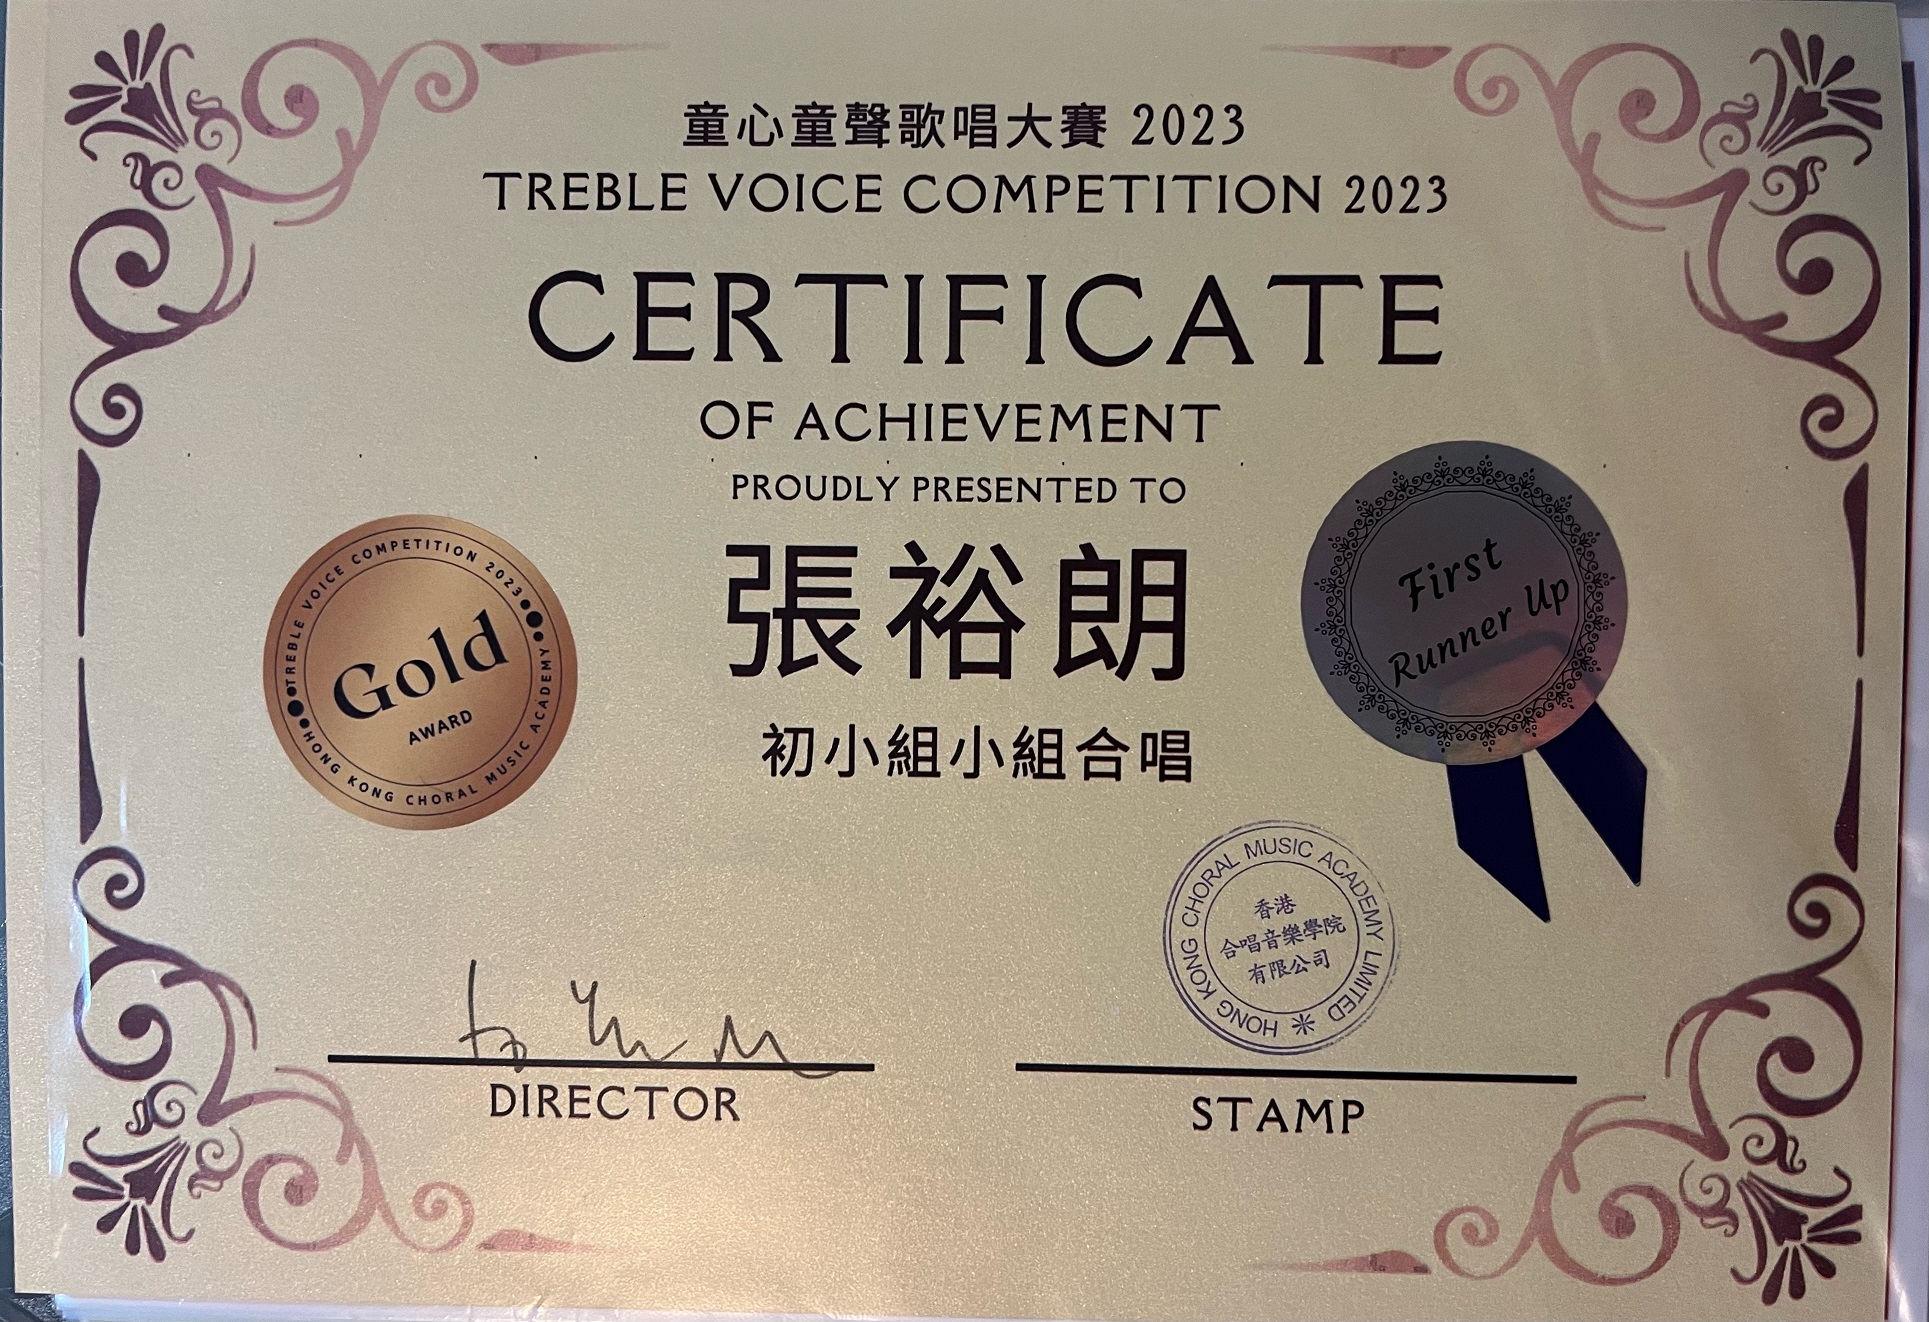 童心童聲歌唱大賽 2023
TREBLE VOICE COMPETITION 2023
CERTIFICATE
OF ACHIEVEMENT
PROUDLY PRESENTED TO
張裕朗
初小組小組合唱
TREBLE VOICE COMPETITION 2023
Gold
AWARD
HONG KONG CHORAL MUSIC ACADEMY
First
Runner Up
HONG KONG CHORAL MUSIC ACADEMY LIMITED
香港
合唱音樂學院
有限公司
DIRECTOR
STAMP